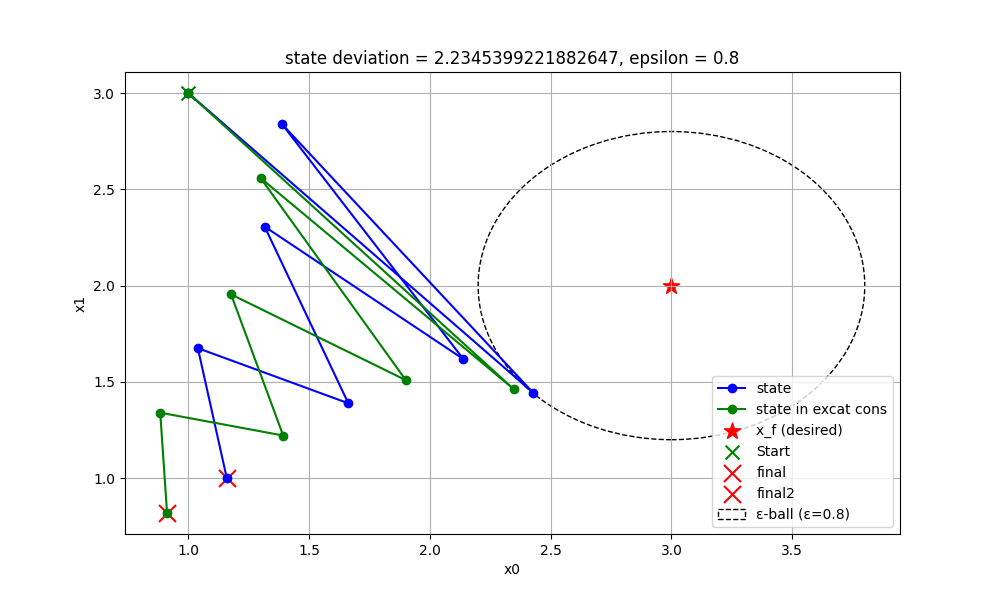 state deviation = 2.2345399221882647, epsilon = 0.8
3.0
2.5
2.0
1.5
1.0
x1
state
state in excat cons
x_f (desired)
Start
final
final2
ε-ball (ε=0.8)
1.0 1.5 2.0 2.5 3.0 3.5
x0